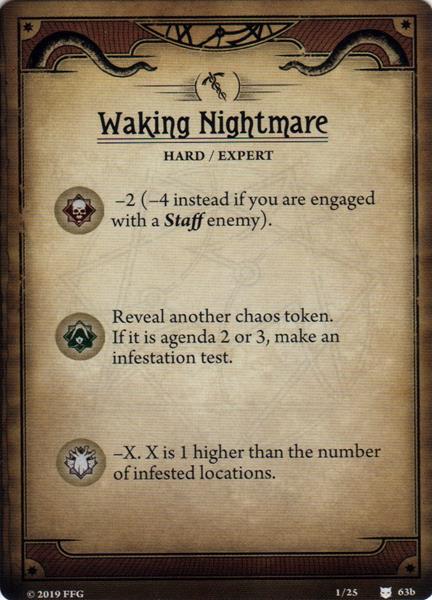 Waking Nightmare
HARD / EXPERT
–2 (–4 instead if you are engaged
with a Staff enemy).
Reveal another chaos token.
If it is agenda 2 or 3, make an
infestation test.
–X. X is 1 higher than the number
of infested locations.
© 2019 FFG
1/25
63b